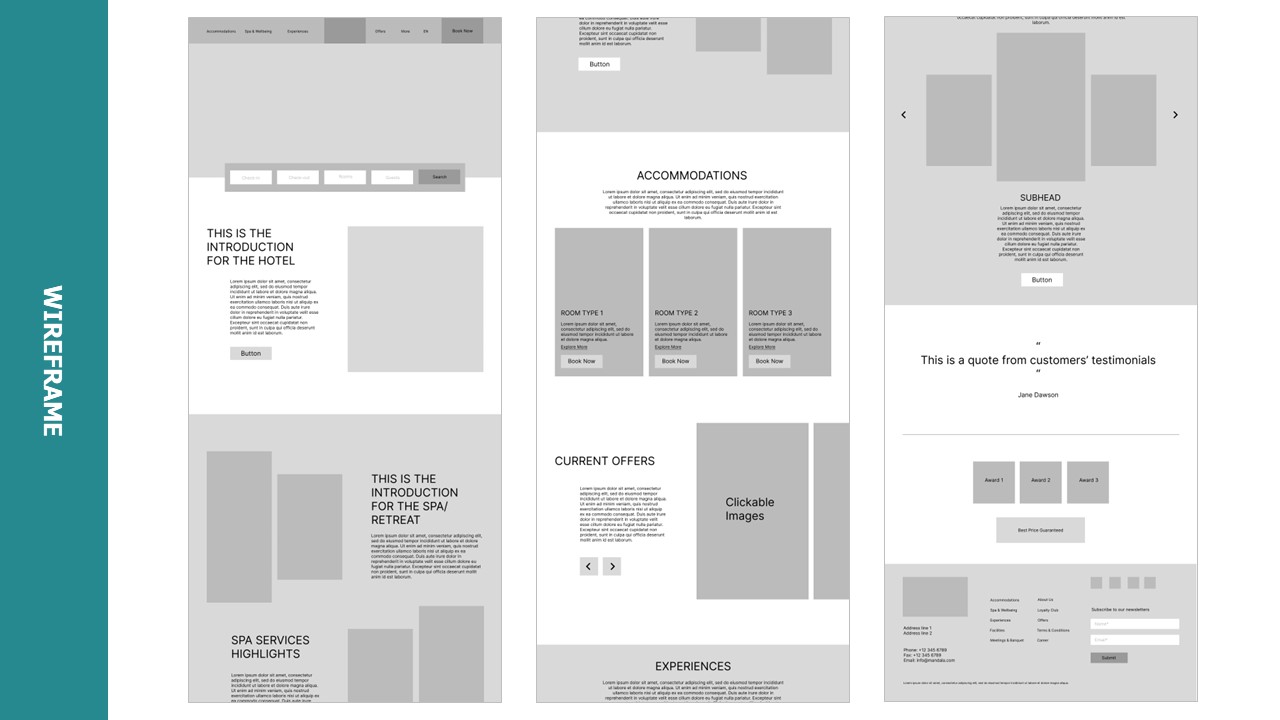 WIREFRAME
Accommodations Spa & Wellbeing Experiences Offers More EN Book Now
Check-in Check-out Rooms Guests Search
THIS IS THE
INTRODUCTION
FOR THE HOTEL
Lorem ipsum dolor sit amet, consectetur
adipiscing elit, sed do eiusmod tempor
incididunt ut labore et dolore magna aliqua.
Ut enim ad minim veniam, quis nostrud
exercitation ullamco laboris nisi ut aliquip ex
ea commodo consequat. Duis aute irure
dolor in reprehenderit in voluptate velit esse
cillum dolore eu fugiat nulla pariatur.
Excepteur sint occaecat cupidatat non
proident, sunt in culpa qui officia deserunt
mollit anim id est laborum.
Button
THIS IS THE
INTRODUCTION
FOR THE SPA/
RETREAT
Lorem ipsum dolor sit amet, consectetur adipiscing
elit, sed do eiusmod tempor incididunt ut labore et
dolore magna aliqua. Ut enim ad minim veniam, quis
nostrud exercitation ullamco laboris nisi ut aliquip ex ea
commodo consequat. Duis aute irure dolor in
reprehenderit in voluptate velit esse cillum dolore eu
fugiat nulla pariatur. Excepteur sint occaecat cupidatat
non proident, sunt in culpa qui officia deserunt mollit
anim id est laborum.
SPA SERVICES
HIGHLIGHTS
Lorem ipsum dolor sit amet, consectetur
adipiscing elit, sed do eiusmod tempor
incididunt ut labore et dolore magna aliqua.
Ut enim ad minim veniam, quis nostrud
exercitation ullamco laboris nisi ut aliquip ex
ea commodo consequat. Duis aute irure
dolor in reprehenderit in voluptate velit esse
cillum dolore eu fugiat nulla pariatur.
Excepteur sint occaecat cupidatat non
proident, sunt in culpa qui officia deserunt
mollit anim id est laborum.
Button
ACCOMMODATIONS
Lorem ipsum dolor sit amet, consectetur adipiscing elit, sed do eiusmod tempor incididunt
ut labore et dolore magna aliqua. Ut enim ad minim veniam, quis nostrud exercitation
ullamco laboris nisi ut aliquip ex ea commodo consequat. Duis aute irure dolor in
reprehenderit in voluptate velit esse cillum dolore eu fugiat nulla pariatur. Excepteur sint
occaecat cupidatat non proident, sunt in culpa qui officia deserunt mollit anim id est
laborum.
ROOM TYPE 1
Lorem ipsum dolor sit amet,
consectetur adipiscing elit, sed do
eiusmod tempor incididunt ut labore
et dolore magna aliqua.
Explore More
Book Now
ROOM TYPE 2
Lorem ipsum dolor sit amet,
consectetur adipiscing elit, sed do
eiusmod tempor incididunt ut labore
et dolore magna aliqua.
Explore More
Book Now
ROOM TYPE 3
Lorem ipsum dolor sit amet,
consectetur adipiscing elit, sed do
eiusmod tempor incididunt ut labore
et dolore magna aliqua.
Explore More
Book Now
CURRENT OFFERS
Lorem ipsum dolor sit amet, consectetur
adipiscing elit, sed do eiusmod tempor
incididunt ut labore et dolore magna aliqua.
Ut enim ad minim veniam, quis nostrud
exercitation ullamco laboris nisi ut aliquip
ex ea commodo consequat. Duis aute irure
dolor in reprehenderit in voluptate velit
esse cillum dolore eu fugiat nulla pariatur.
Excepteur sint occaecat cupidatat non
proident, sunt in culpa qui officia deserunt
mollit anim id est laborum.
Clickable
Images
EXPERIENCES
Lorem ipsum dolor sit amet, consectetur adipiscing elit, sed do eiusmod tempor incididunt
ut labore et dolore magna aliqua. Ut enim ad minim veniam, quis nostrud exercitation
ullamco laboris nisi ut aliquip ex ea commodo consequat. Duis aute irure dolor in
reprehenderit in voluptate velit esse cillum dolore eu fugiat nulla pariatur. Excepteur sint
occaecat cupidatat non proident, sunt in culpa qui officia deserunt mollit anim id est
laborum.
SUBHEAD
Lorem ipsum dolor sit amet, consectetur
adipiscing elit, sed do eiusmod tempor
incididunt ut labore et dolore magna aliqua.
Ut enim ad minim veniam, quis nostrud
exercitation ullamco laboris nisi ut aliquip ex
ea commodo consequat. Duis aute irure
dolor in reprehenderit in voluptate velit esse
cillum dolore eu fugiat nulla pariatur.
Excepteur sint occaecat cupidatat non
proident, sunt in culpa qui officia deserunt
mollit anim id est laborum.
Button
"
This is a quote from customers' testimonials
"
Jane Dawson
Award 1 Award 2 Award 3
Best Price Guaranteed
Address line 1
Address line 2
Phone: +12 345 6789
Fax: +12 345 6789
Email: info@mandala.com
Accommodations
Spa & Wellbeing
Experiences
Facilities
Meetings & Banquet
About Us
Loyalty Club
Offers
Terms & Conditions
Career
Subscribe to our newsletters
Name*
Email*
Submit
Lorem ipsum dolor sit amet, consectetur adipiscing elit, sed do eiusmod tempor incididunt ut labore et dolore magna aliqua.